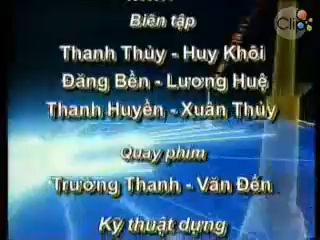 Clip
Biên tập
Thanh Thủy - Huy Khôi
Đăng Bền - Lương Huệ
Thanh Huyền - Xuân Thủy
Quay phim
Trường Thanh - Văn Đến
Kỹ thuật dựng